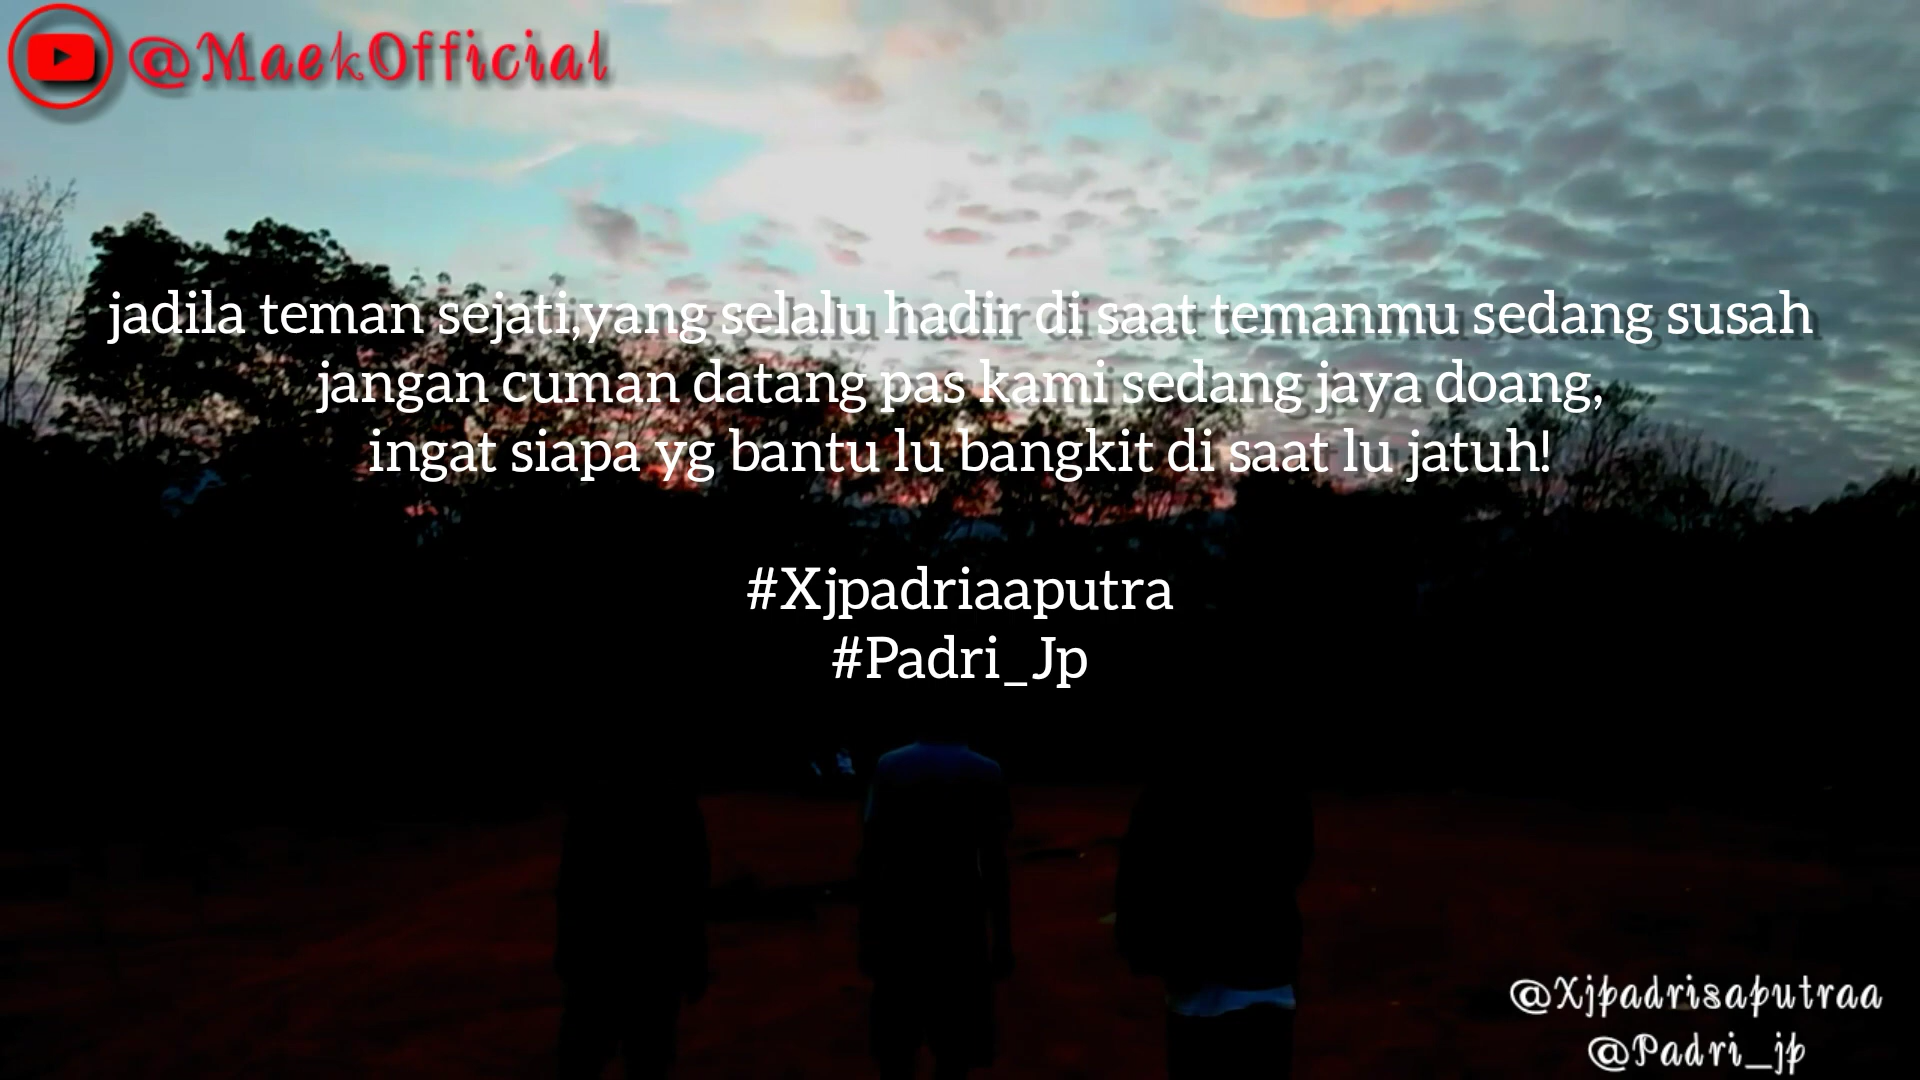 @MaekOfficial
jadila teman sejati,yang selalu hadir di saat temanmu sedang susah
jangan cuman datang pas kami sedang jaya doang,
ingat siapa yg bantu lu bangkit di saat lu jatuh!
#Xjpadriaaputra
#Padri_Jp
@Xjpadrisaputraa
@Padri_jp